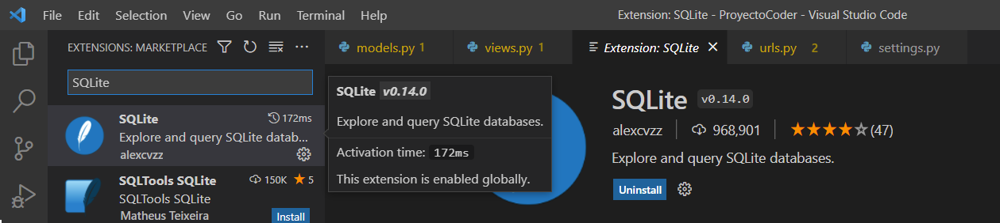 File Edit Selection View Go Run Terminal Help
Extension: SQLite - ProyectoCoder - Visual Studio Code
EXTENSIONS: MARKETPLACE
SQLite
SQLite 172ms
Explore and query SQLite datab...
alexcvzz
SQLTools SQLite 150K 5
SQLTools SQLite
Matheus Teixeira Install
models.py 1 views.py 1 Extension: SQLite urls.py 2 settings.py
SQLite v0.14.0
Explore and query SQLite databases.
Activation time: 172ms
This extension is enabled globally.
SQLite v0.14.0
alexcvzz 968,901 (47)
Explore and query SQLite databases.
Uninstall